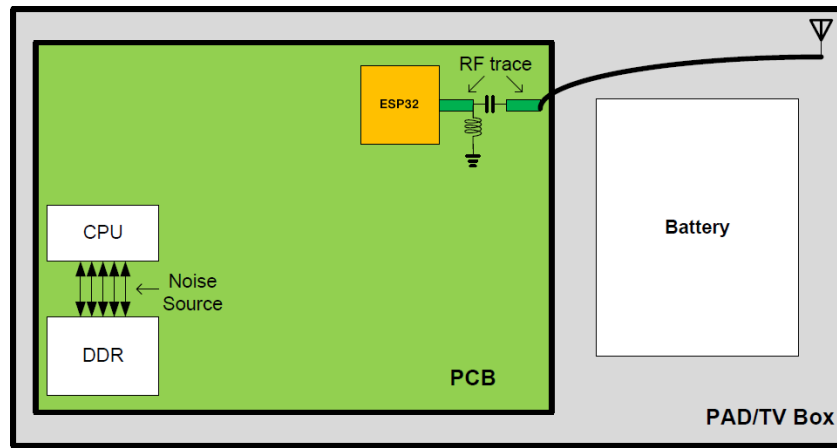 RF trace
ESP32
CPU
Noise
Source
DDR
Battery
PCB
PAD/TV Box